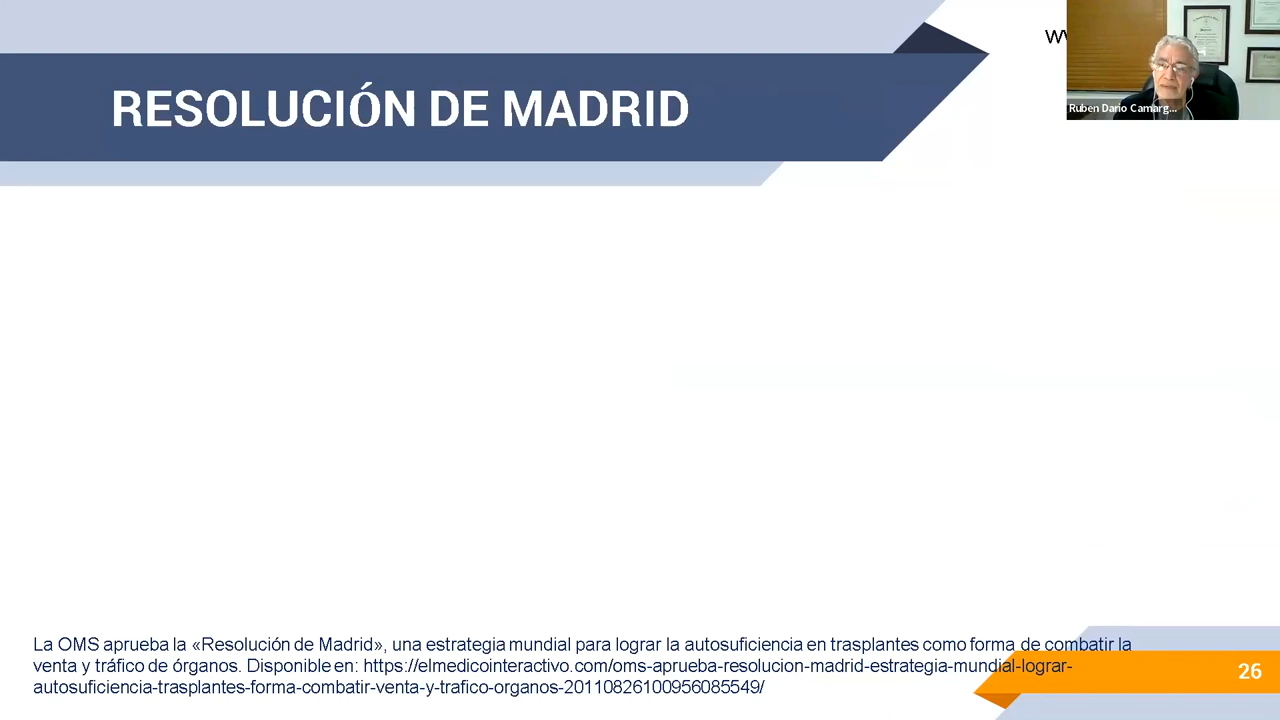 RESOLUCIÓN DE MADRID
Ruben Dario Camarg...
La OMS aprueba la «Resolución de Madrid», una estrategia mundial para lograr la autosuficiencia en trasplantes como forma de combatir la
venta y tráfico de órganos. Disponible en: https://elmedicointeractivo.com/oms-aprueba-resolucion-madrid-estrategia-mundial-lograr-
autosuficiencia-trasplantes-forma-combatir-venta-y-trafico-organos-20110826100956085549/
26